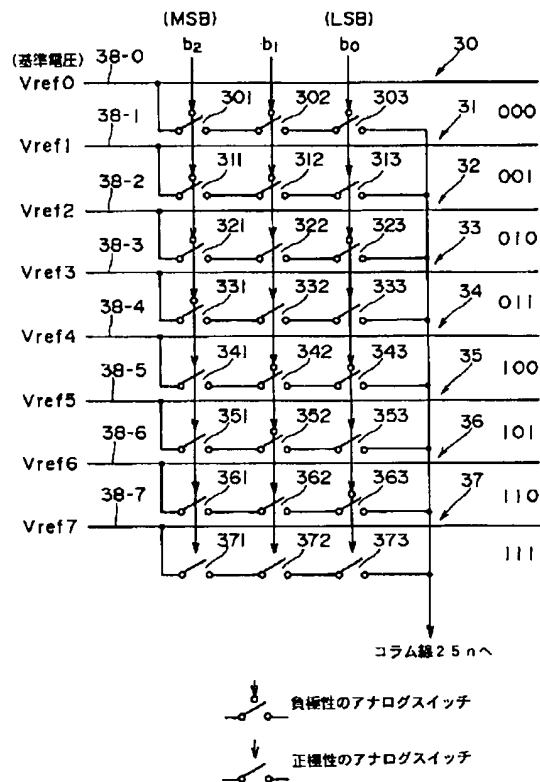 (MSB) (LSB)
b2 b1 b0
(基準電圧) 38-0 30
Vref0
301 302 303 31 000
38-1
Vref1
311 312 313 32 001
38-2
Vref2
321 322 323 33 010
38-3
Vref3
331 332 333 34 011
38-4
Vref4
341 342 343 35 100
38-5
Vref5
351 352 353 36 101
38-6
Vref6
361 362 363 37 110
38-7
Vref7
371 372 373 111
コラム線25nへ
負極性のアナログスイッチ
正極性のアナログスイッチ